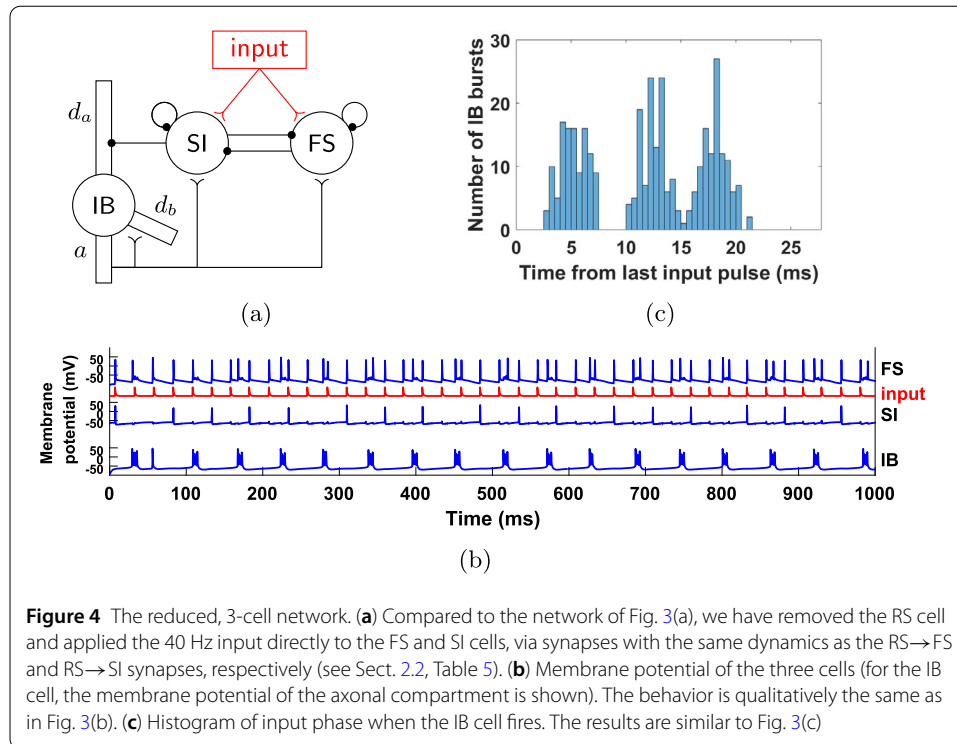 input
d_a
SI
FS
IB
d_b
a
(a)
30
20
10
0
Number of IB bursts
0 5 10 15 20 25
Time from last input pulse (ms)
(c)
Membrane
potential (mV)
50
0
-50
FS
input
50
0
-50
SI
50
0
-50
IB
0 100 200 300 400 500 600 700 800 900 1000
Time (ms)
(b)
Figure 4 The reduced, 3-cell network. (a) Compared to the network of Fig. 3(a), we have removed the RS cell
and applied the 40 Hz input directly to the FS and SI cells, via synapses with the same dynamics as the RS→FS
and RS→SI synapses, respectively (see Sect. 2.2, Table 5). (b) Membrane potential of the three cells (for the IB
cell, the membrane potential of the axonal compartment is shown). The behavior is qualitatively the same as
in Fig. 3(b). (c) Histogram of input phase when the IB cell fires. The results are similar to Fig. 3(c)